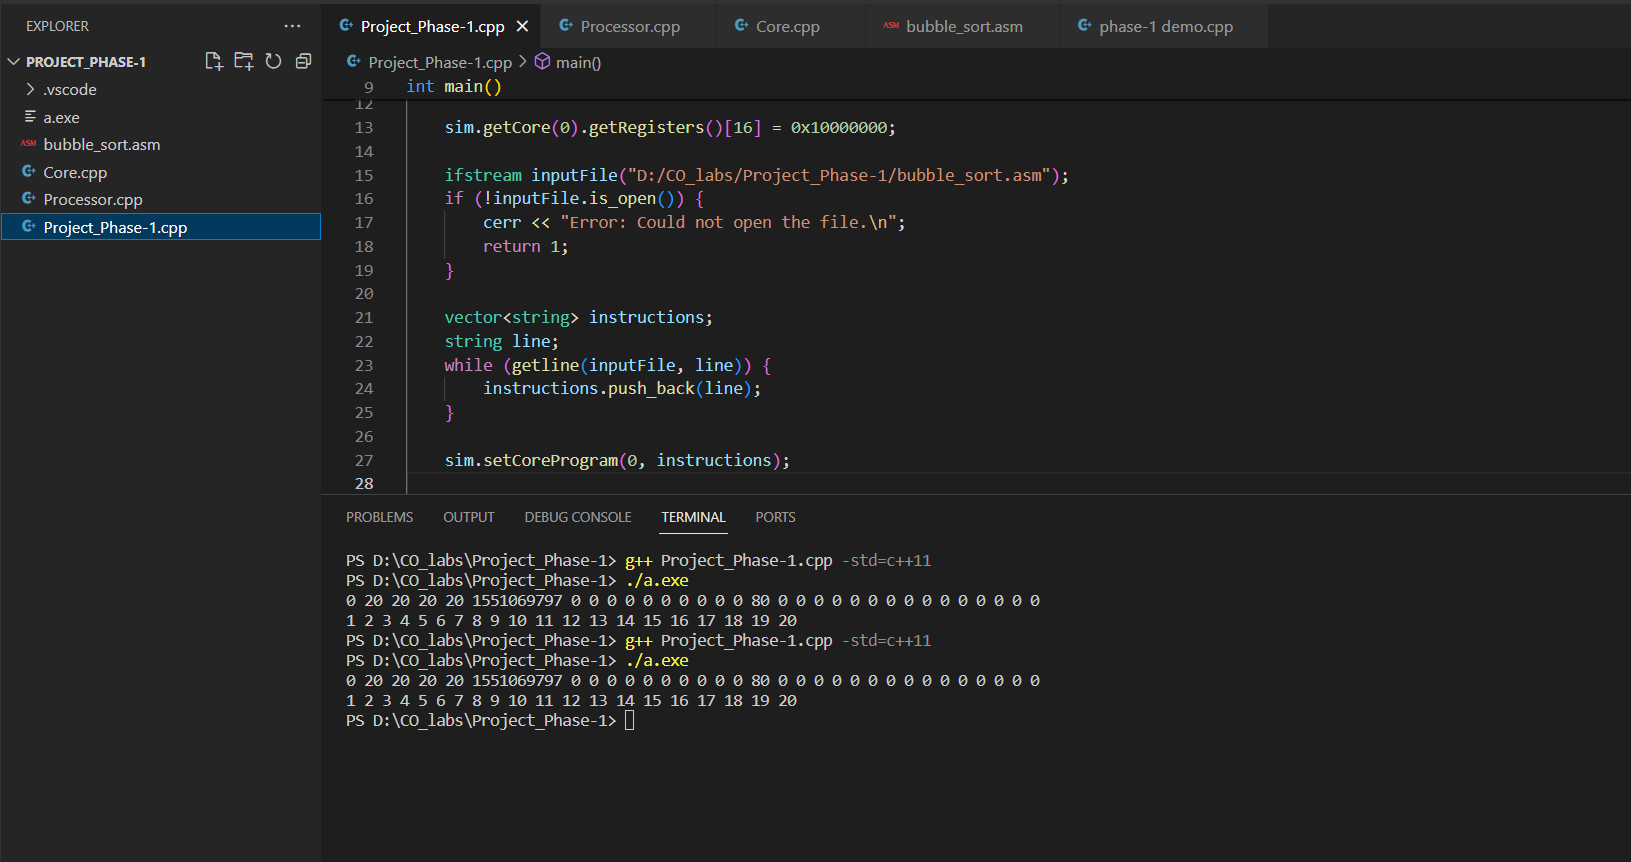 EXPLORER ···
PROJECT_PHASE-1
.vscode
a.exe
ASM bubble_sort.asm
Core.cpp
Processor.cpp
Project_Phase-1.cpp
Project_Phase-1.cpp Processor.cpp Core.cpp ASM bubble_sort.asm phase-1 demo.cpp
Project_Phase-1.cpp > main()
9 int main()
12
13 sim.getCore(0).getRegisters()[16] = 0x10000000;
14
15 ifstream inputFile("D:/CO_labs/Project_Phase-1/bubble_sort.asm");
16 if (!inputFile.is_open()) {
17 cerr << "Error: Could not open the file.\n";
18 return 1;
19 }
20
21 vector<string> instructions;
22 string line;
23 while (getline(inputFile, line)) {
24 instructions.push_back(line);
25 }
26
27 sim.setCoreProgram(0, instructions);
28
PROBLEMS OUTPUT DEBUG CONSOLE TERMINAL PORTS
PS D:\CO_labs\Project_Phase-1> g++ Project_Phase-1.cpp -std=c++11
PS D:\CO_labs\Project_Phase-1> ./a.exe
0 20 20 20 20 1551069797 0 0 0 0 0 0 0 0 0 0 80 0 0 0 0 0 0 0 0 0 0 0 0 0 0 0
1 2 3 4 5 6 7 8 9 10 11 12 13 14 15 16 17 18 19 20
PS D:\CO_labs\Project_Phase-1> g++ Project_Phase-1.cpp -std=c++11
PS D:\CO_labs\Project_Phase-1> ./a.exe
0 20 20 20 20 1551069797 0 0 0 0 0 0 0 0 0 0 80 0 0 0 0 0 0 0 0 0 0 0 0 0 0 0
1 2 3 4 5 6 7 8 9 10 11 12 13 14 15 16 17 18 19 20
PS D:\CO_labs\Project_Phase-1>